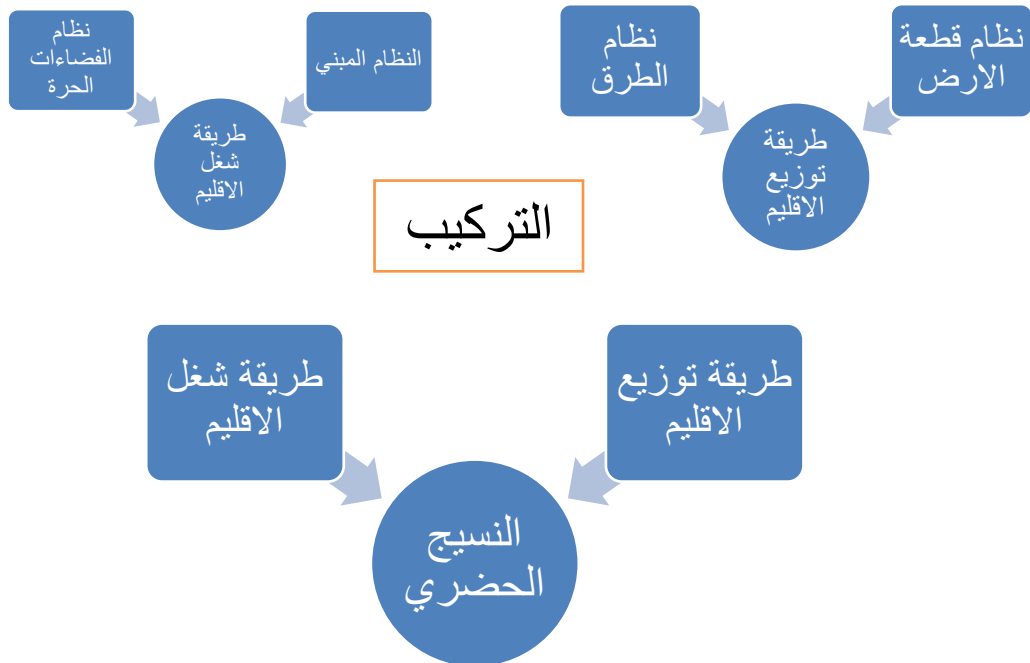 نظام قطعة
الارض
نظام
الطرق
طريقة
توزيع
الاقليم
النظام المبني
نظام
الفضاءات
الحرة
طريقة
شغل
الاقليم
التركيب
طريقة توزيع
الاقليم
طريقة شغل
الاقليم
النسيج
الحضري